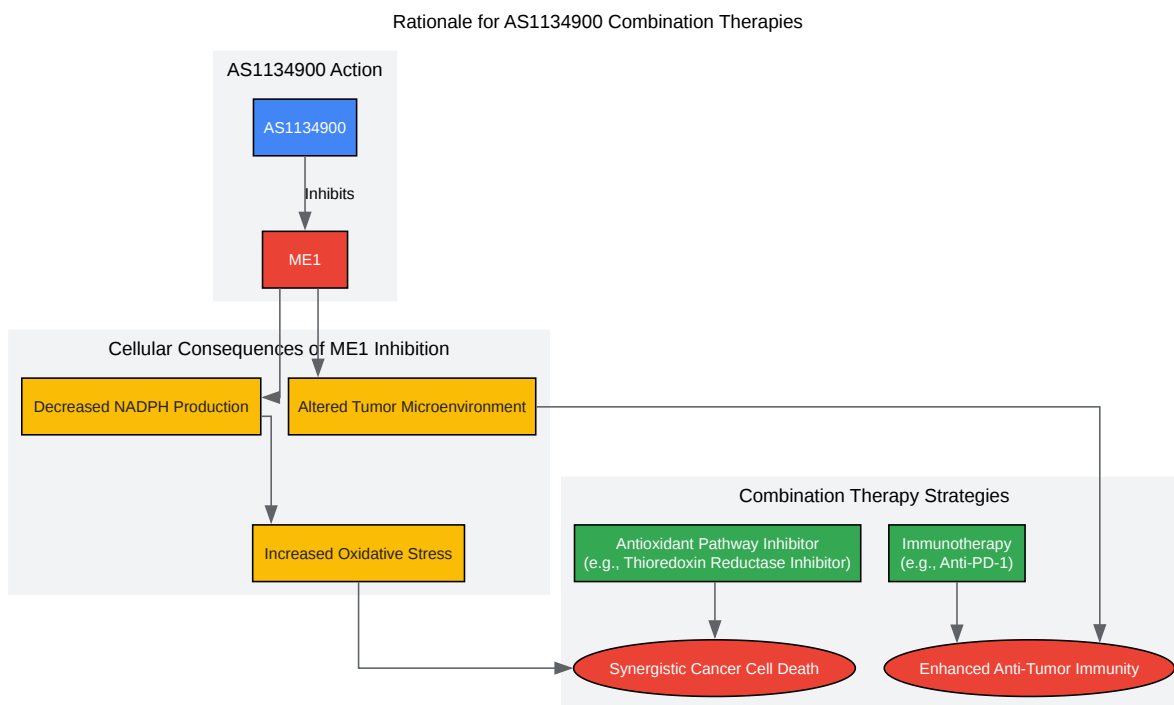 Rationale for AS1134900 Combination Therapies
AS1134900 Action
AS1134900
Inhibits
ME1
Cellular Consequences of ME1 Inhibition
Decreased NADPH Production
Altered Tumor Microenvironment
Combination Therapy Strategies
Increased Oxidative Stress
Antioxidant Pathway Inhibitor
(e.g., Thioredoxin Reductase Inhibitor)
Immunotherapy
(e.g., Anti-PD-1)
Synergistic Cancer Cell Death
Enhanced Anti-Tumor Immunity